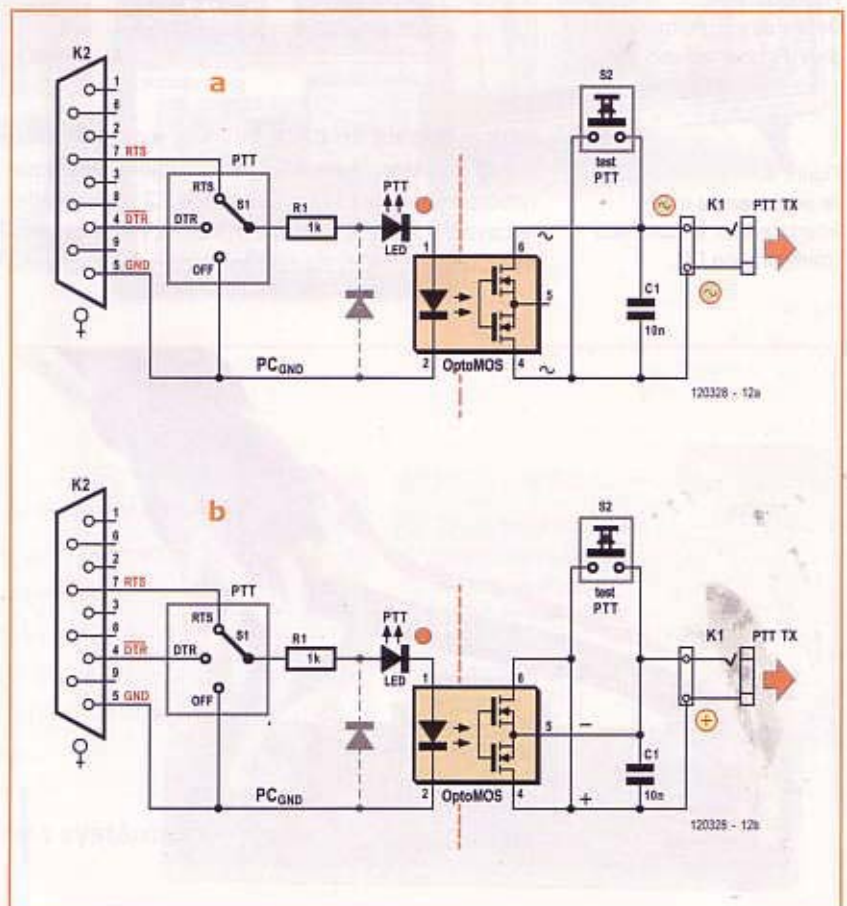 K2
a
1
6
2
7 RTS
3
8
4 DTR
9
5 GND
PTT
RTS
DTR
S1
OFF
R1
1k
PTT
LED
1
2
6
5
4
OptoMOS
PCGND
S2
test
PTT
~
~
C1
10n
K1 PTT TX
~
~
120328 - 12a
K2
b
1
6
2
7 RTS
3
8
4 DTR
9
5 GND
PTT
RTS
DTR
S1
OFF
R1
1k
PTT
LED
1
2
6
5
4
OptoMOS
PCGND
S2
test
PTT
−
+
C1
10n
K1 PTT TX
+
120328 - 12b